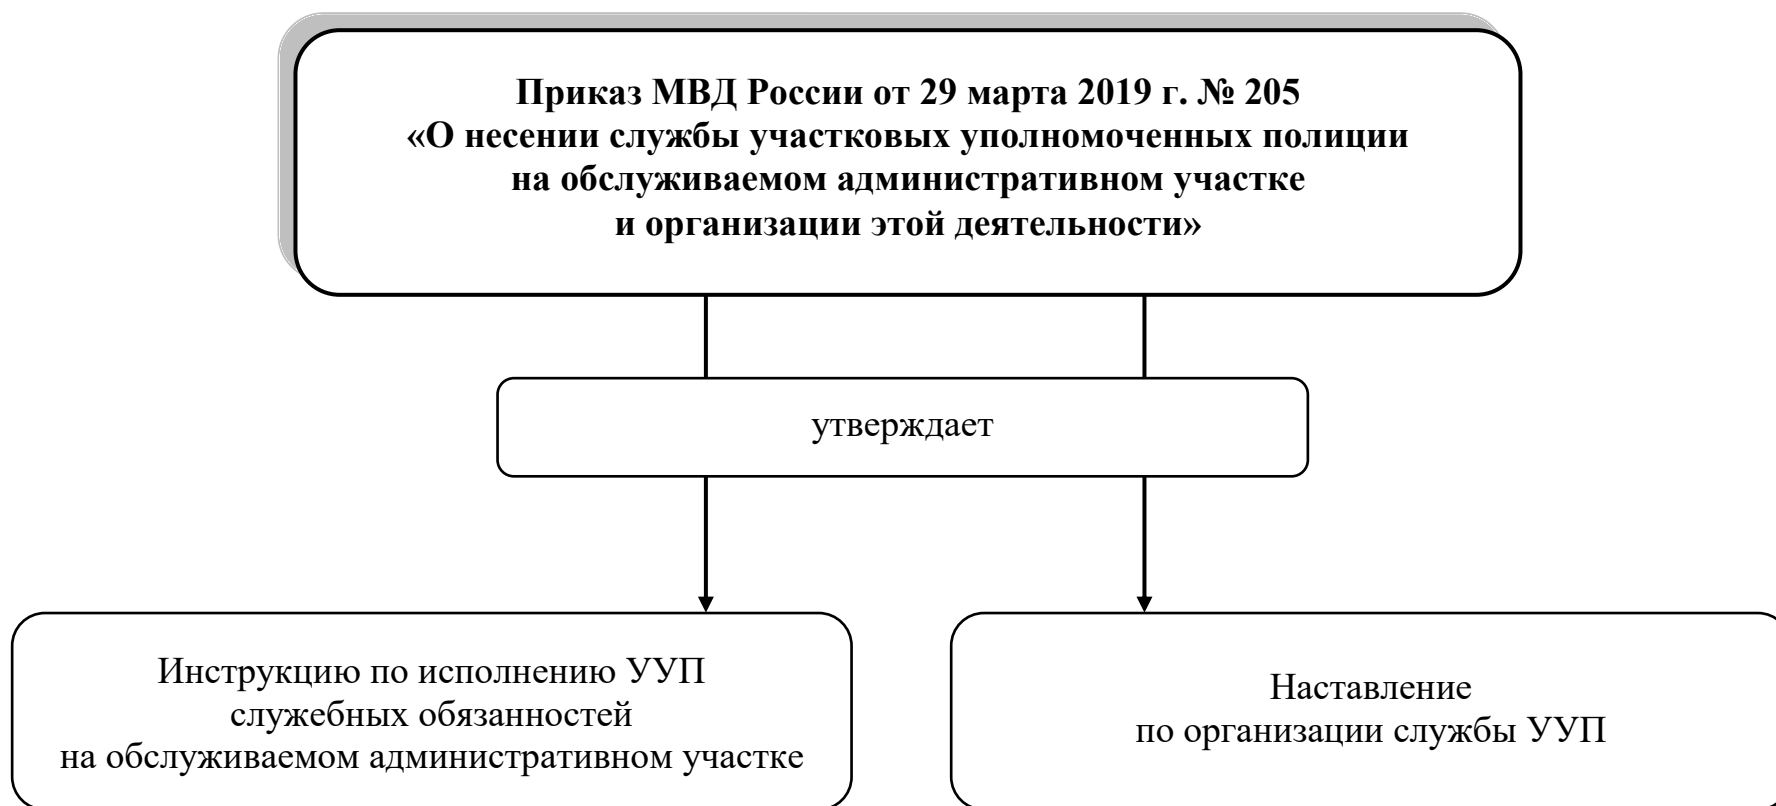 Приказ МВД России от 29 марта 2019 г. № 205
«О несении службы участковых уполномоченных полиции
на обслуживаемом административном участке
и организации этой деятельности»
утверждает
Инструкцию по исполнению УУП
служебных обязанностей
на обслуживаемом административном участке
Наставление
по организации службы УУП